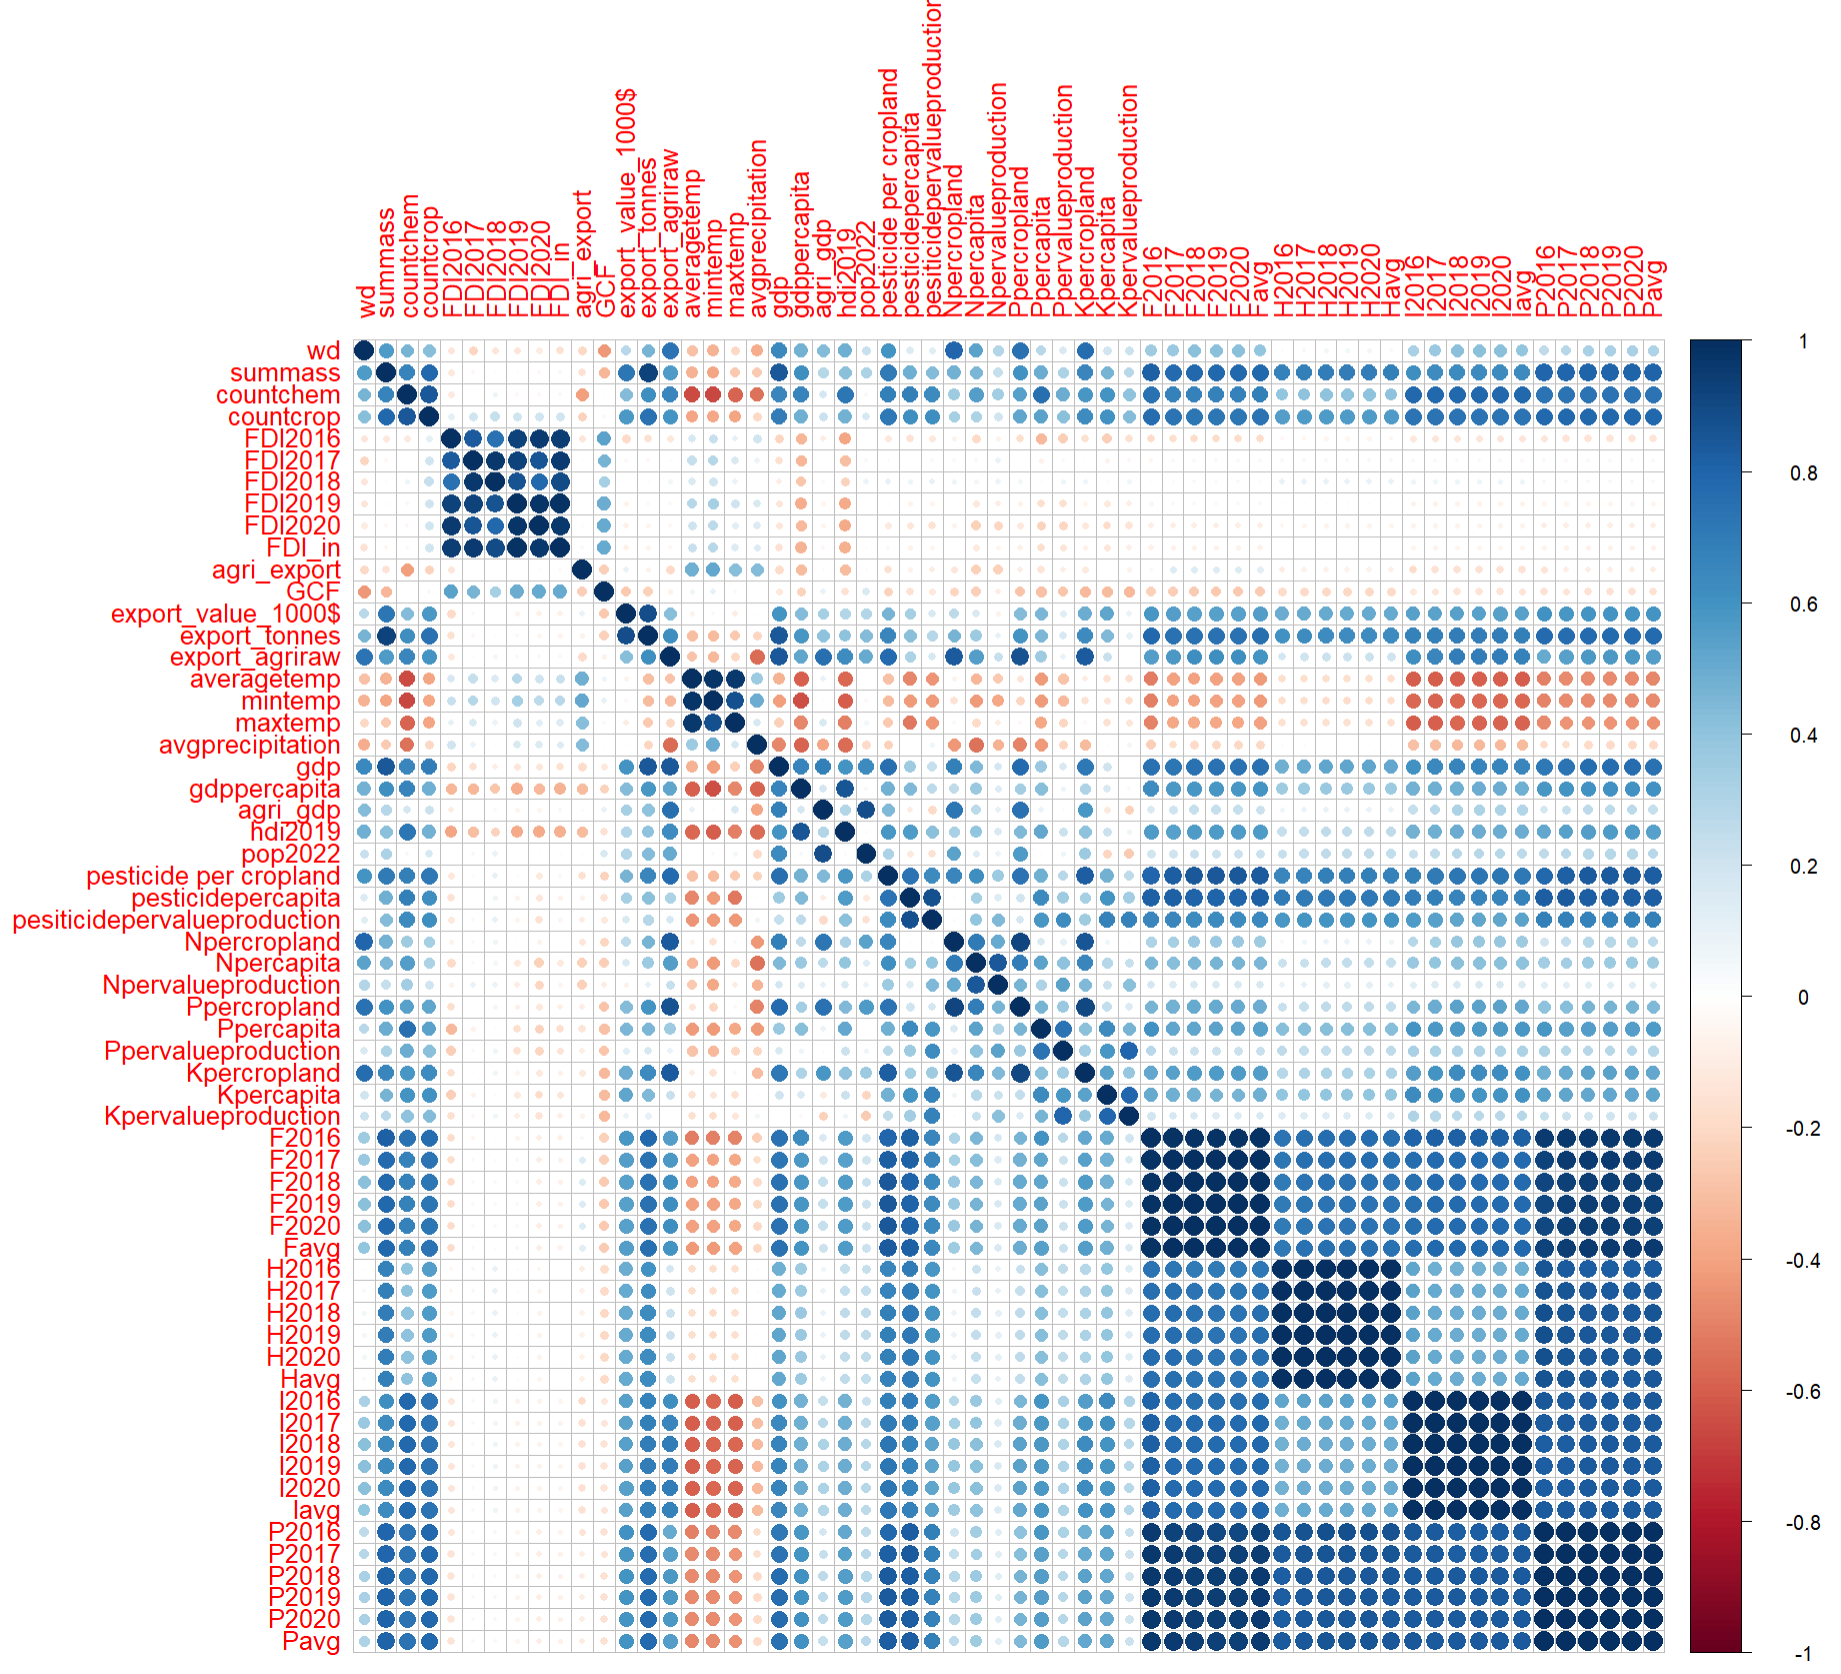 wd
summass
countchem
countcrop
FDI2016
FDI2017
FDI2018
FDI2019
FDI2020
FDI_in
agri_export
GCF
export_value_1000$
export_tonnes
export_agriraw
averagetemp
mintemp
maxtemp
avgprecipitation
gdp
gdppercapita
agri_gdp
hdi2019
pop2022
pesticide per cropland
pesticidepercapita
pesiticidepervalueproduction
Npercropland
Npercapita
Npervalueproduction
Ppercropland
Ppercapita
Ppervalueproduction
Kpercropland
Kpercapita
Kpervalueproduction
F2016
F2017
F2018
F2019
F2020
Favg
H2016
H2017
H2018
H2019
H2020
Havg
I2016
I2017
I2018
I2019
I2020
Iavg
P2016
P2017
P2018
P2019
P2020
Pavg
wd
summass
countchem
countcrop
FDI2016
FDI2017
FDI2018
FDI2019
FDI2020
FDI_in
agri_export
GCF
export_value_1000$
export_tonnes
export_agriraw
averagetemp
mintemp
maxtemp
avgprecipitation
gdp
gdppercapita
agri_gdp
hdi2019
pop2022
pesticide per cropland
pesticidepercapita
pesiticidepervalueproduction
Npercropland
Npercapita
Npervalueproduction
Ppercropland
Ppercapita
Ppervalueproduction
Kpercropland
Kpercapita
Kpervalueproduction
F2016
F2017
F2018
F2019
F2020
Favg
H2016
H2017
H2018
H2019
H2020
Havg
I2016
I2017
I2018
I2019
I2020
Iavg
P2016
P2017
P2018
P2019
P2020
Pavg
1
0.8
0.6
0.4
0.2
0
-0.2
-0.4
-0.6
-0.8
-1